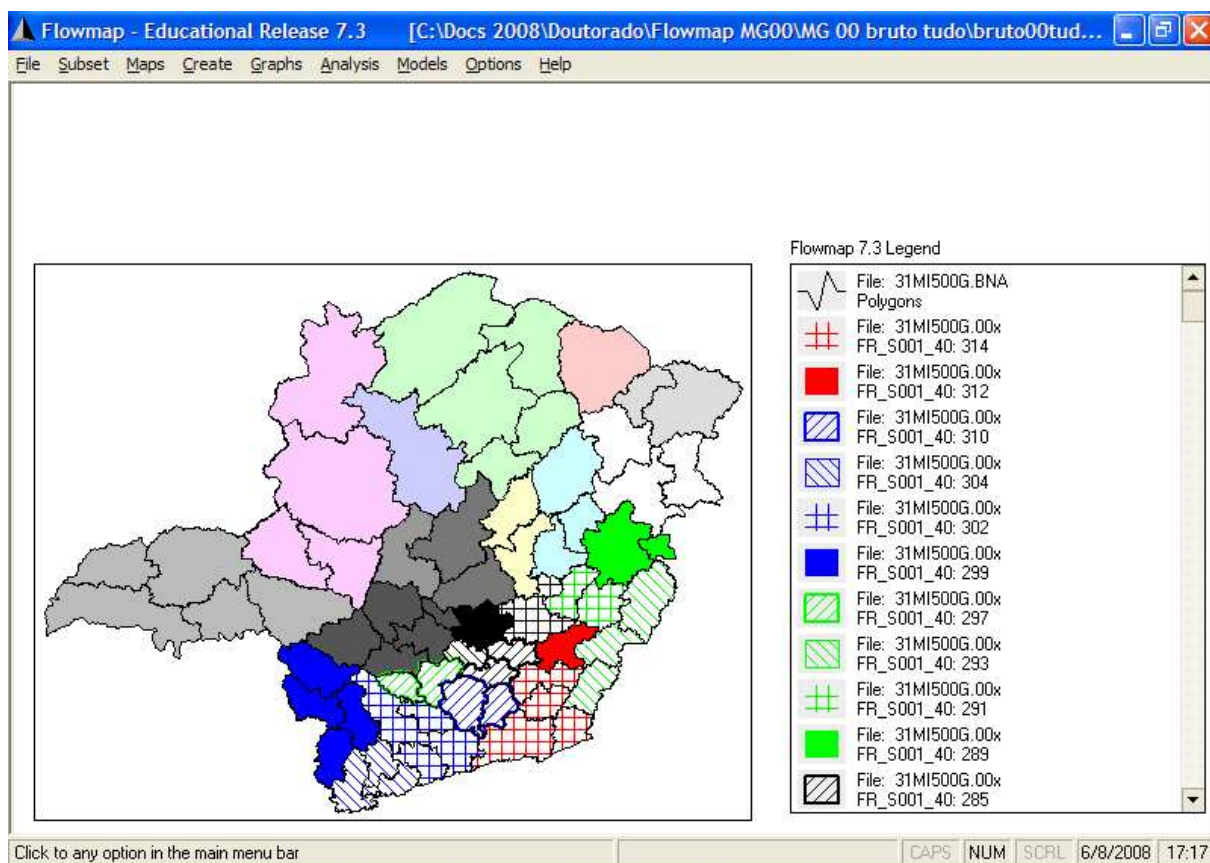 Flowmap - Educational Release 7.3 [C:\Docs 2008\Doutorado\Flowmap MG00\MG 00 bruto tudo\bruto00tud...
File Subset Maps Create Graphs Analysis Models Options Help
Flowmap 7.3 Legend
File: 31MI500G.BNA
Polygons
File: 31MI500G.00x
FR_S001_40: 314
File: 31MI500G.00x
FR_S001_40: 312
File: 31MI500G.00x
FR_S001_40: 310
File: 31MI500G.00x
FR_S001_40: 304
File: 31MI500G.00x
FR_S001_40: 302
File: 31MI500G.00x
FR_S001_40: 299
File: 31MI500G.00x
FR_S001_40: 297
File: 31MI500G.00x
FR_S001_40: 293
File: 31MI500G.00x
FR_S001_40: 291
File: 31MI500G.00x
FR_S001_40: 289
File: 31MI500G.00x
FR_S001_40: 285
Click to any option in the main menu bar CAPS NUM SCRL 6/8/2008 17:17